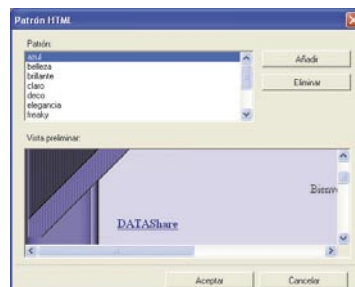 Patrón HTML
Patrón:
azul
belleza
brillante
claro
deco
elegancia
freaky
Añadir
Eliminar
Vista preliminar:
Bienv
DATAShare
Aceptar
Cancelar